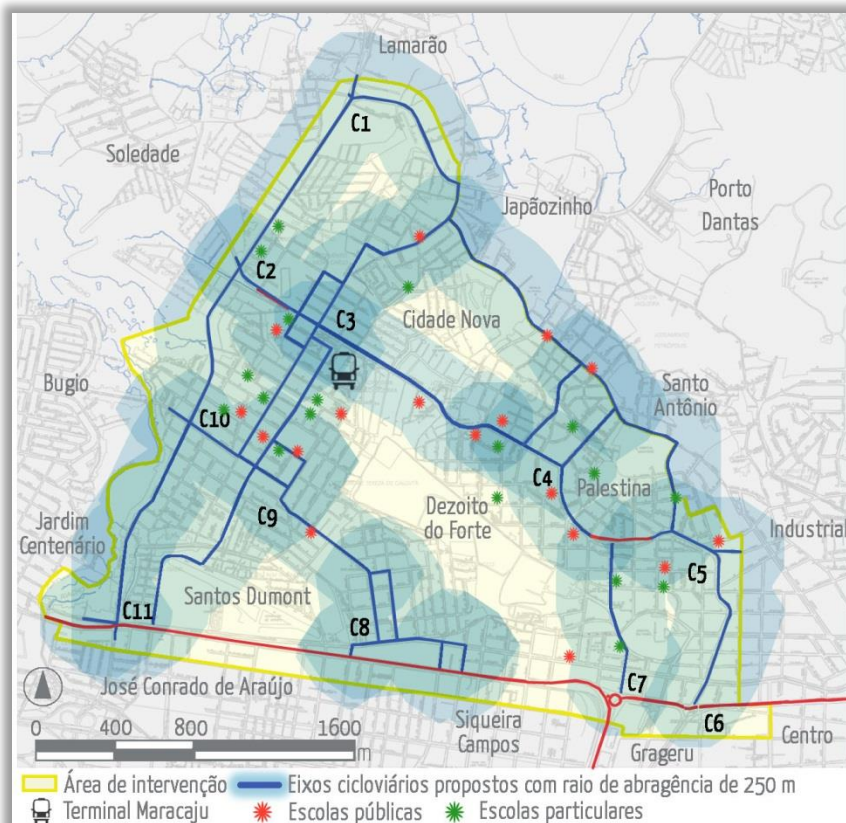 Lamarão
C1
Soledade
Porto
Dantas
Japãozinho
C2
C3
Cidade Nova
Bugio
Santo
Antônio
C10
C4
Palestina
Dezoito
do Forte
C9
Jardim
Centenário
Industrial
C5
Santos Dumont
C11
C8
C7
José Conrado de Araújo
Siqueira
Campos
C6
Centro
Grageru
0 400 800 1600 m
Área de intervenção Eixos cicloviários propostos com raio de abragência de 250 m
Terminal Maracaju Escolas públicas Escolas particulares